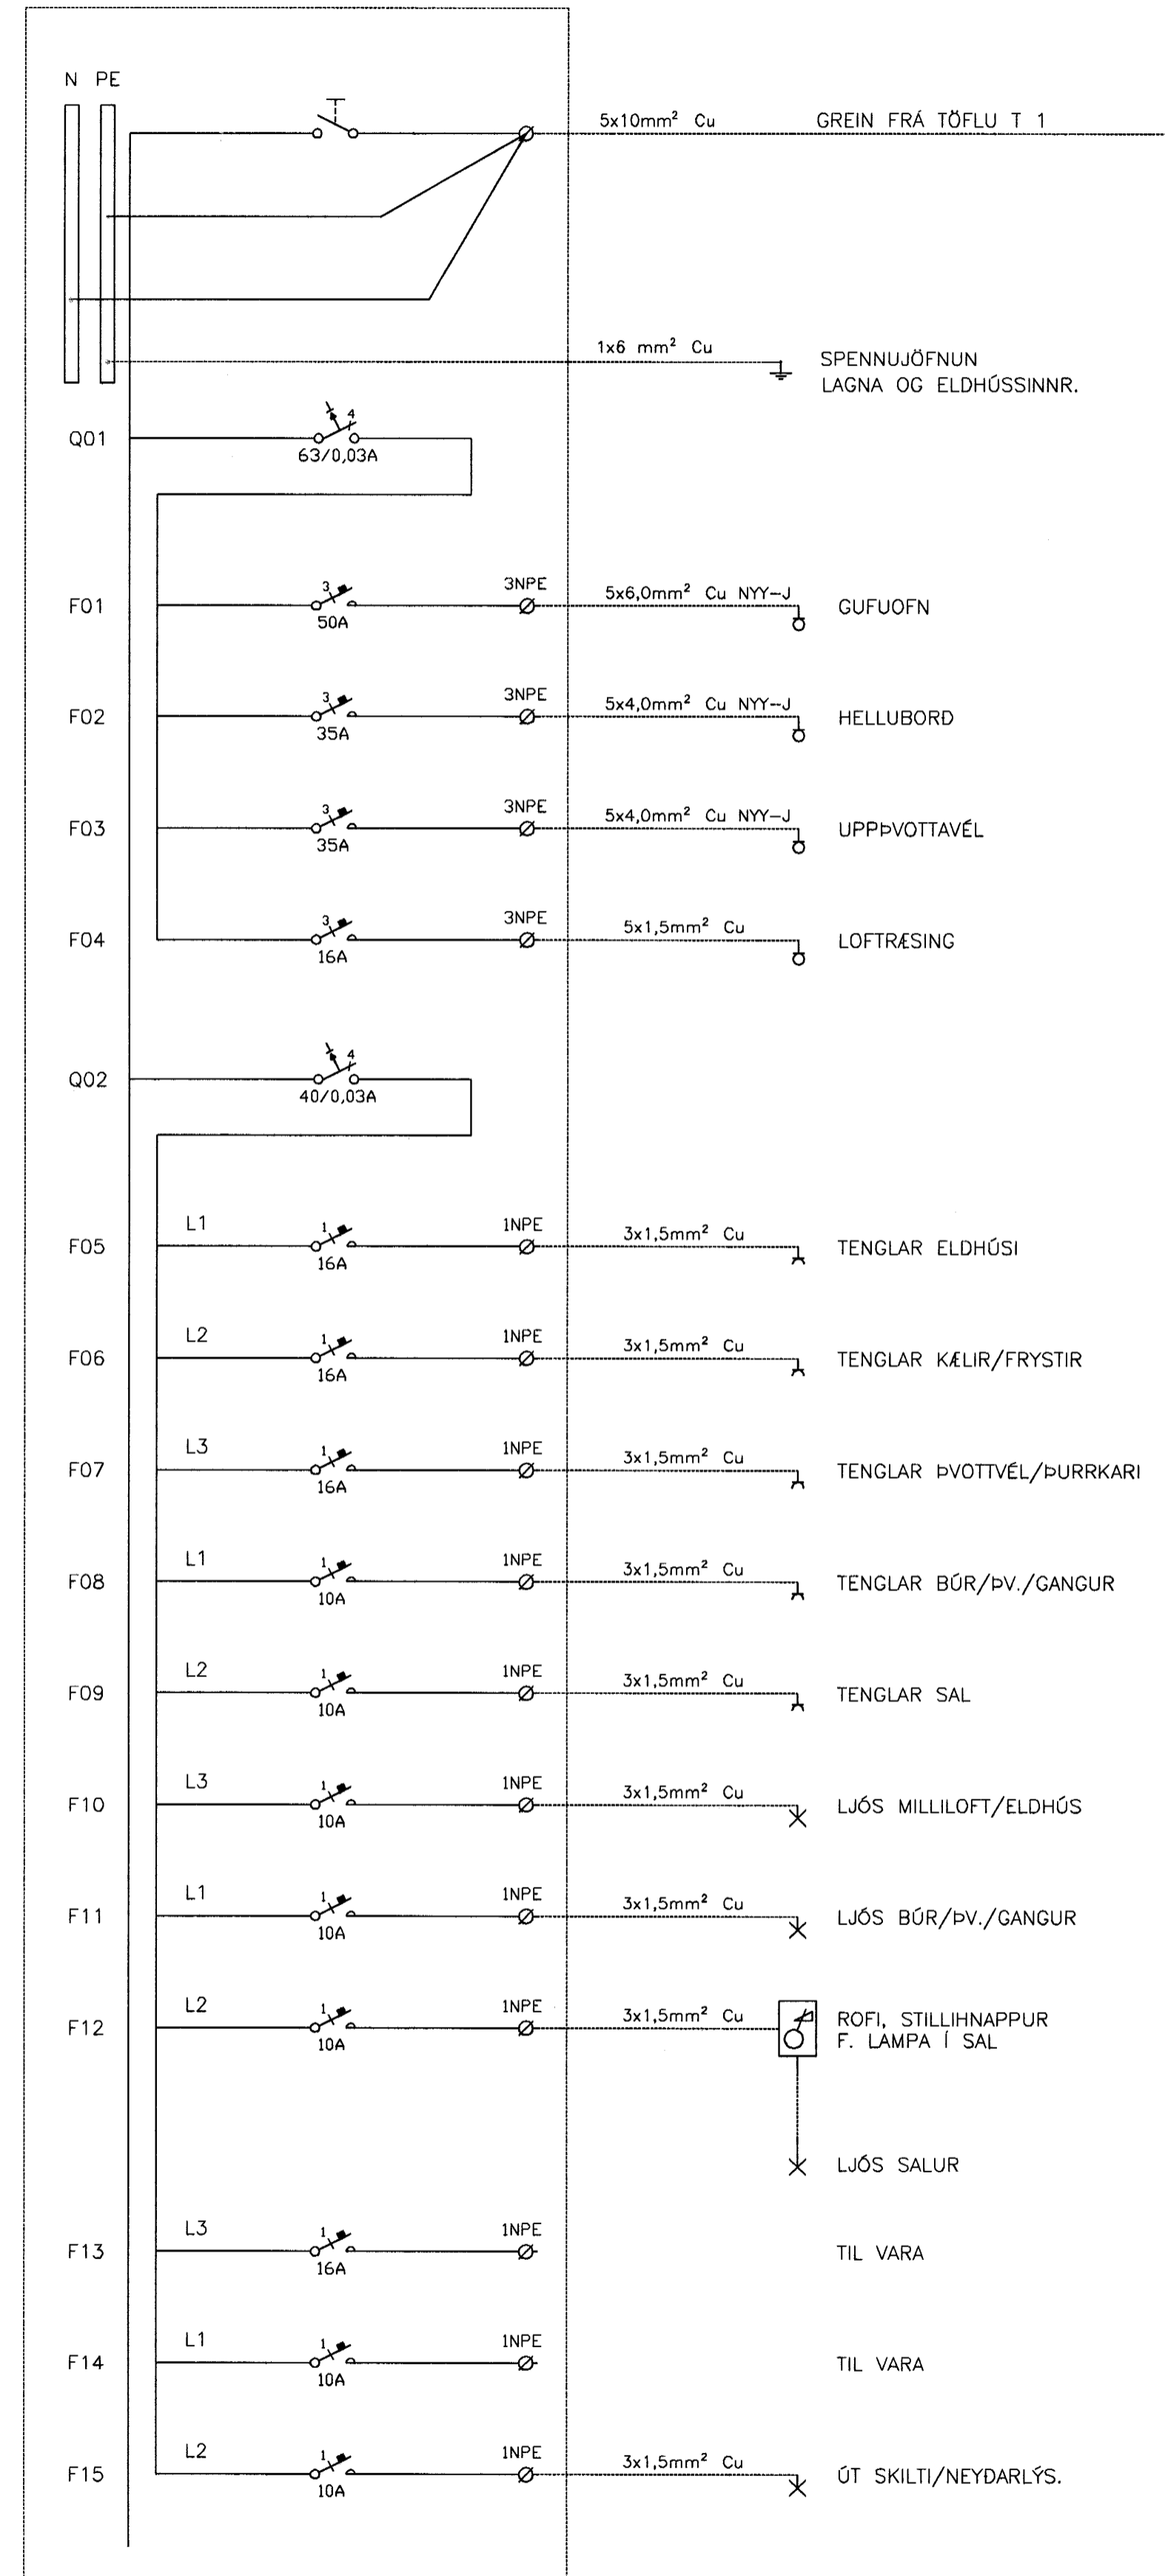 N PE
5x10mm² Cu GREIN FRÁ TÖFLU T 1
1x6 mm² Cu SPENNUJÖFNUN
LAGNA OG ELDHÚSSINNR.
Q01 4
63/0,03A
F01 3 3NPE 5x6,0mm² Cu NYY-J GUFUOFN
50A
F02 3 3NPE 5x4,0mm² Cu NYY-J HELLUBORÐ
35A
F03 3 3NPE 5x4,0mm² Cu NYY-J UPPÞVOTTAVÉL
35A
F04 3 3NPE 5x1,5mm² Cu LOFTRÆSING
16A
Q02 4
40/0,03A
L1
F05 1 1NPE 3x1,5mm² Cu TENGLAR ELDHÚSI
16A
L2
F06 1 1NPE 3x1,5mm² Cu TENGLAR KÆLIR/FRYSTIR
16A
L3
F07 1 1NPE 3x1,5mm² Cu TENGLAR ÞVOTTVÉL/ÞURRKARI
16A
L1
F08 1 1NPE 3x1,5mm² Cu TENGLAR BÚR/ÞV./GANGUR
10A
L2
F09 1 1NPE 3x1,5mm² Cu TENGLAR SAL
10A
L3
F10 1 1NPE 3x1,5mm² Cu LJÓS MILLILOFT/ELDHÚS
10A
L1
F11 1 1NPE 3x1,5mm² Cu LJÓS BÚR/ÞV./GANGUR
10A
L2
F12 1 1NPE 3x1,5mm² Cu ROFI, STILLIHNAPPUR
F. LAMPA Í SAL
10A
LJÓS SALUR
L3
F13 1 1NPE TIL VARA
16A
L1
F14 1 1NPE TIL VARA
10A
L2
F15 1 1NPE 3x1,5mm² Cu ÚT SKILTI/NEYÐARLÝS.
10A